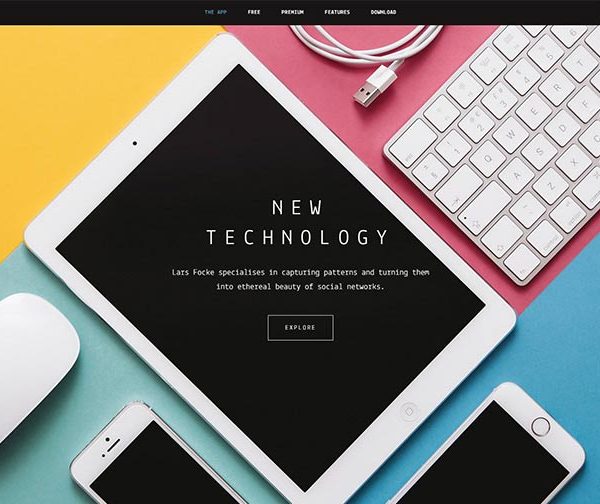 THE APP FREE PREMIUM FEATURES DOWNLOAD
NEW
TECHNOLOGY
Lars Focke specialises in capturing patterns and turning them
into ethereal beauty of social networks.
EXPLORE